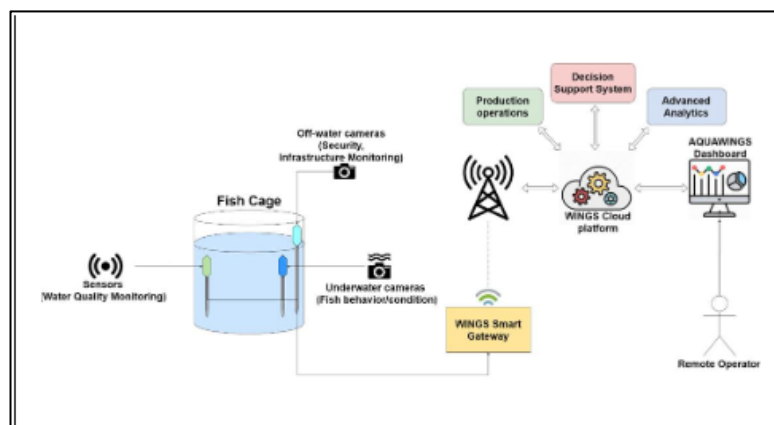 Decision
Support System
Production
operations
Advanced
Analytics
Off-water cameras
(Security,
Infrastructure Monitoring)
AQUAWINGS
Dashboard
Fish Cage
WINGS Cloud
platform
Sensors
(Water Quality Monitoring)
Underwater cameras
(Fish behavior/condition)
WINGS Smart
Gateway
Remote Operator